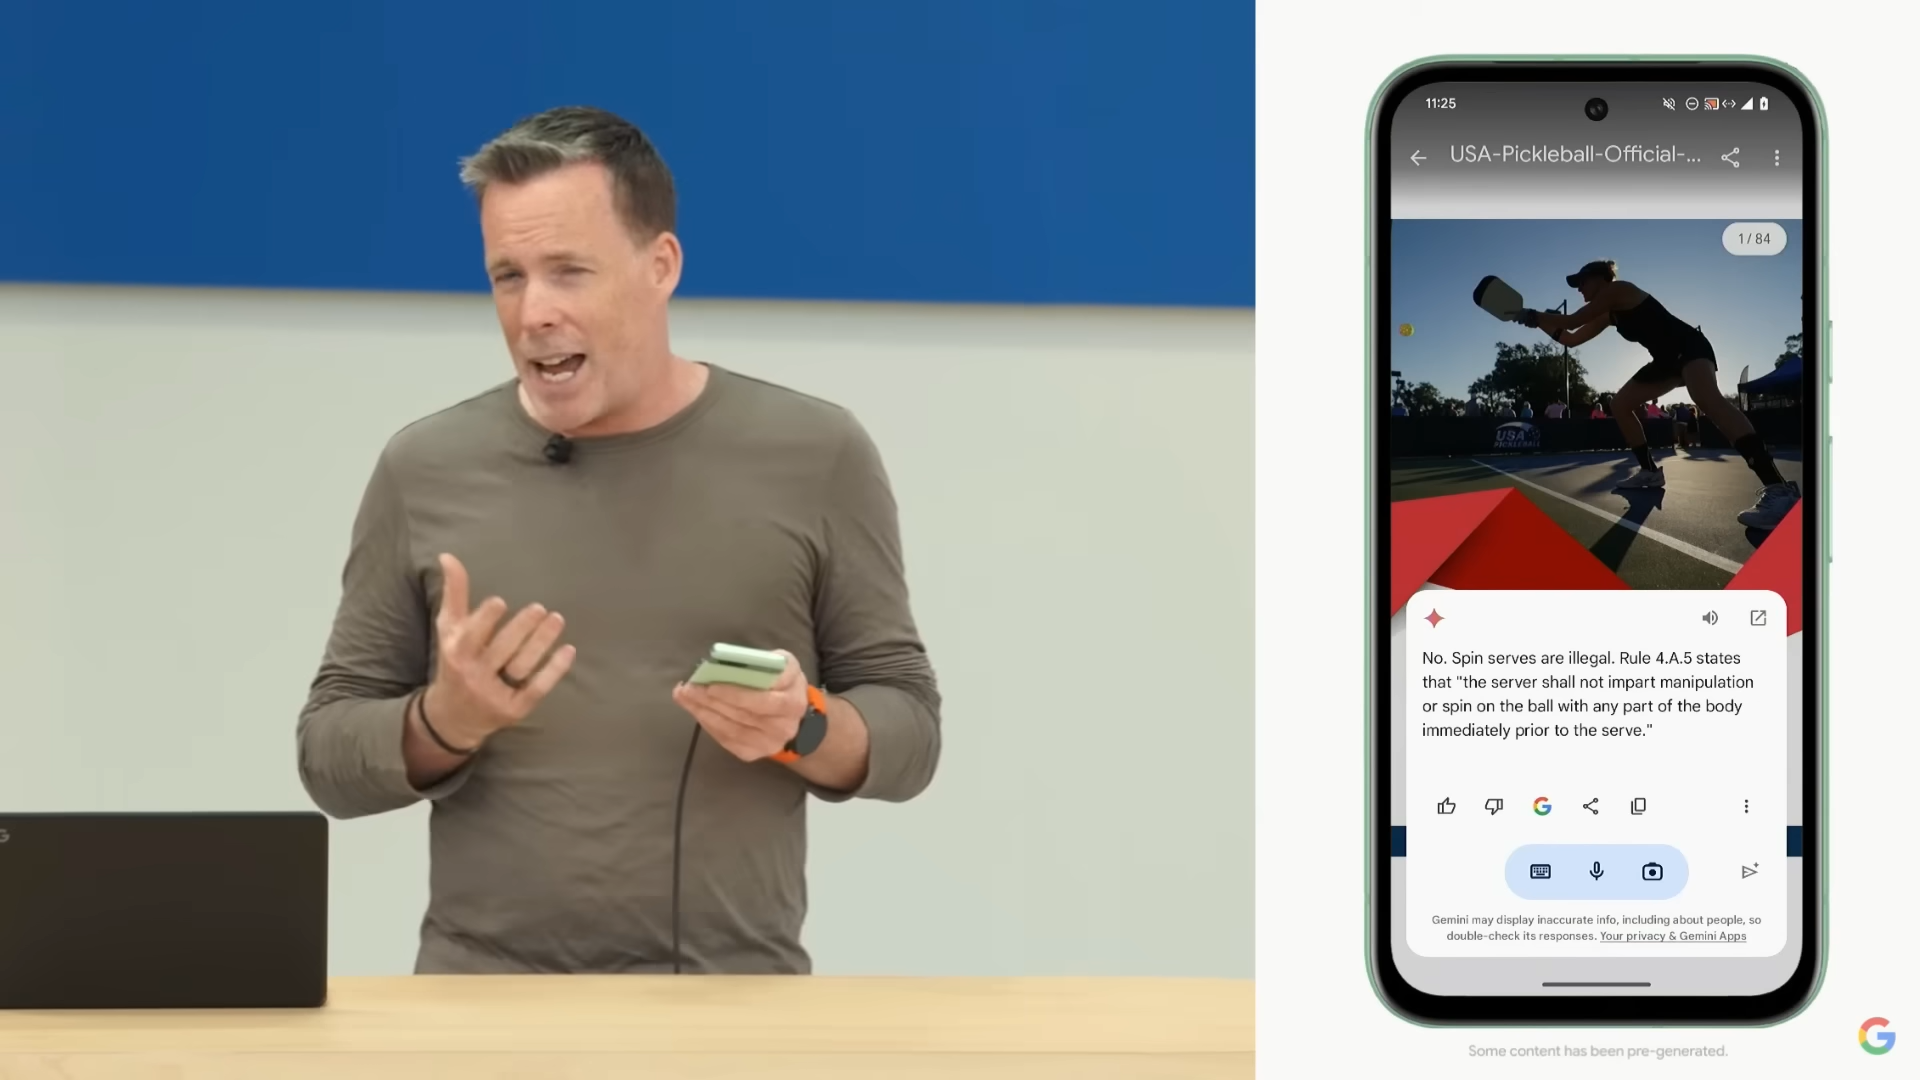 11:25
USA-Pickleball-Official-...
1 / 84
USA
PICKLEBALL
No. Spin serves are illegal. Rule 4.A.5 states
that "the server shall not impart manipulation
or spin on the ball with any part of the body
immediately prior to the serve."
Gemini may display inaccurate info, including about people, so
double-check its responses. Your privacy & Gemini Apps
Some content has been pre-generated.